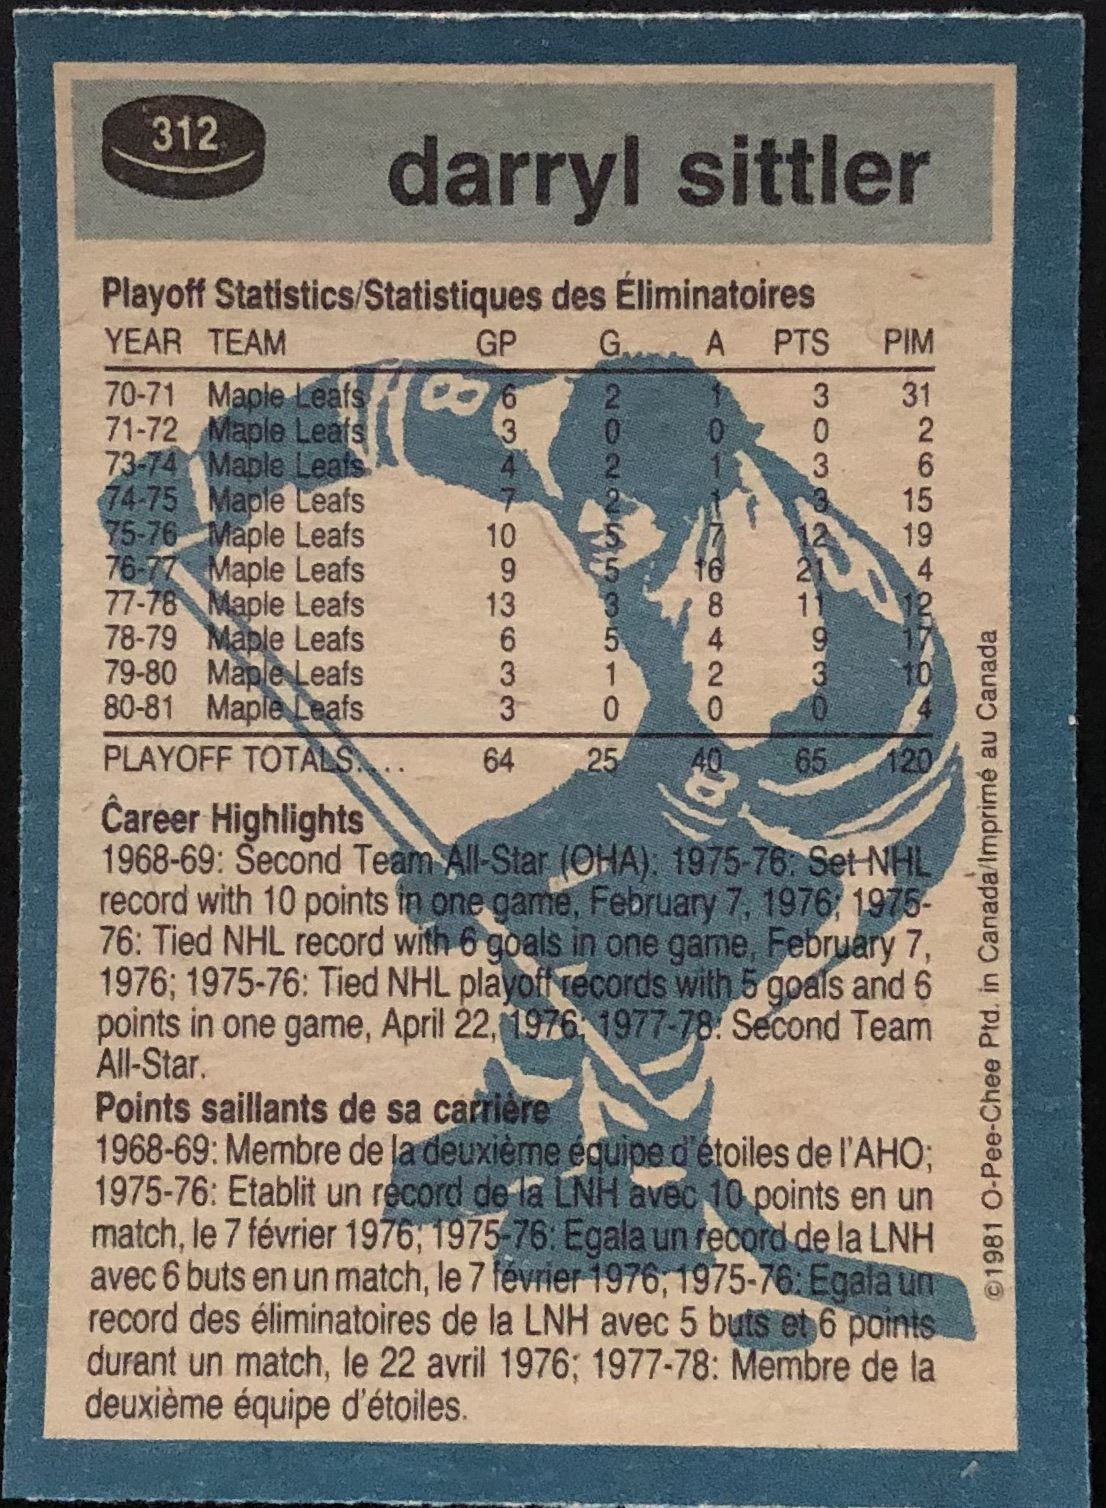 312
darryl sittler
Playoff Statistics/Statistiques des Éliminatoires
YEAR TEAM GP G A PTS PIM
70-71 Maple Leafs 6 2 1 3 31
71-72 Maple Leafs 3 0 0 0 2
73-74 Maple Leafs 4 2 1 3 6
74-75 Maple Leafs 7 2 1 3 15
75-76 Maple Leafs 10 5 7 12 19
76-77 Maple Leafs 9 5 16 21 4
77-78 Maple Leafs 13 3 8 11 12
78-79 Maple Leafs 6 5 4 9 17
79-80 Maple Leafs 3 1 2 3 10
80-81 Maple Leafs 3 0 0 0 4
PLAYOFF TOTALS.... 64 25 40 65 120
Career Highlights
1968-69: Second Team All-Star (OHA); 1975-76: Set NHL
record with 10 points in one game, February 7, 1976; 1975-
76: Tied NHL record with 6 goals in one game, February 7,
1976; 1975-76: Tied NHL playoff records with 5 goals and 6
points in one game, April 22, 1976; 1977-78: Second Team
All-Star.
Points saillants de sa carrière
1968-69: Membre de la deuxième équipe d'étoiles de l'AHO;
1975-76: Etablit un record de la LNH avec 10 points en un
match, le 7 février 1976; 1975-76: Egala un record de la LNH
avec 6 buts en un match, le 7 février 1976; 1975-76: Egala un
record des éliminatoires de la LNH avec 5 buts et 6 points
durant un match, le 22 avril 1976; 1977-78: Membre de la
deuxième équipe d'étoiles.
©1981 O-Pee-Chee Ptd. in Canada/Imprimé au Canada
8
8